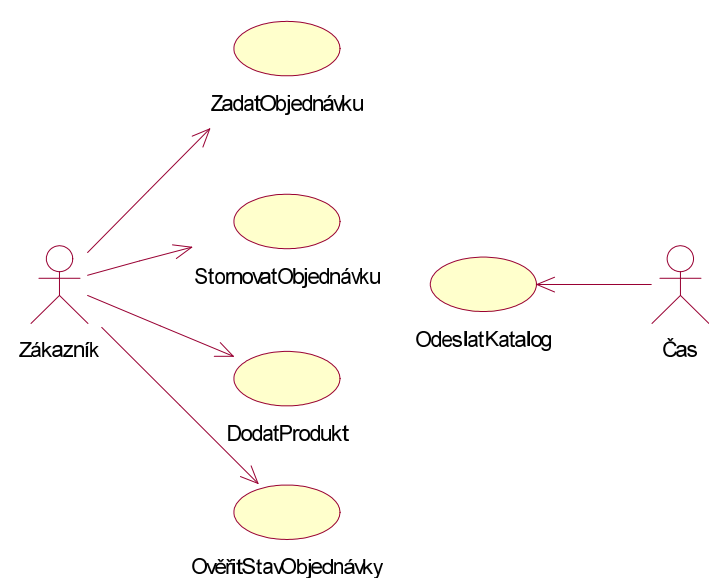 ZadatObjednávku
StornovatObjednávku
Zákazník
OdeslatKatalog
Čas
DodatProdukt
OvěřitStavObjednávky